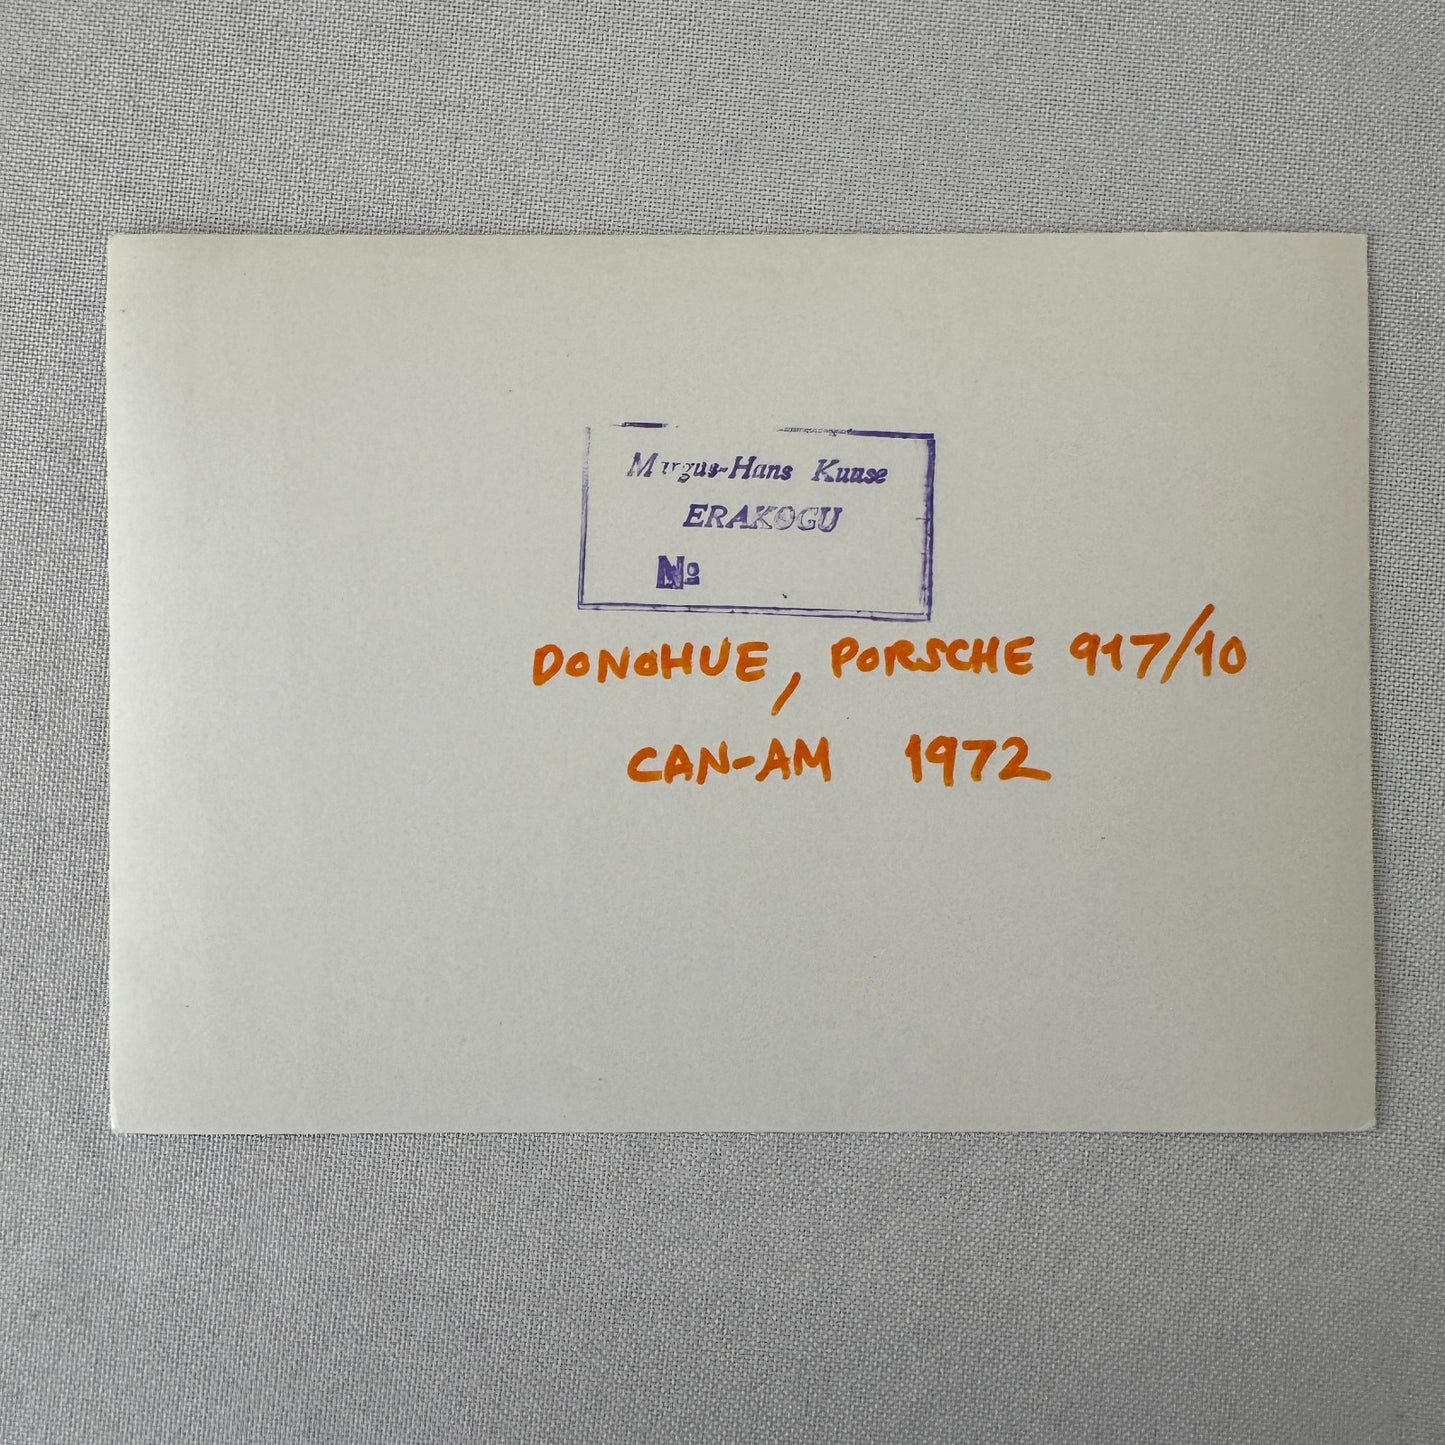 Margus-Hans Kuuse
ERAKOGU
№
DONOHUE, PORSCHE 917/10
CAN-AM 1972